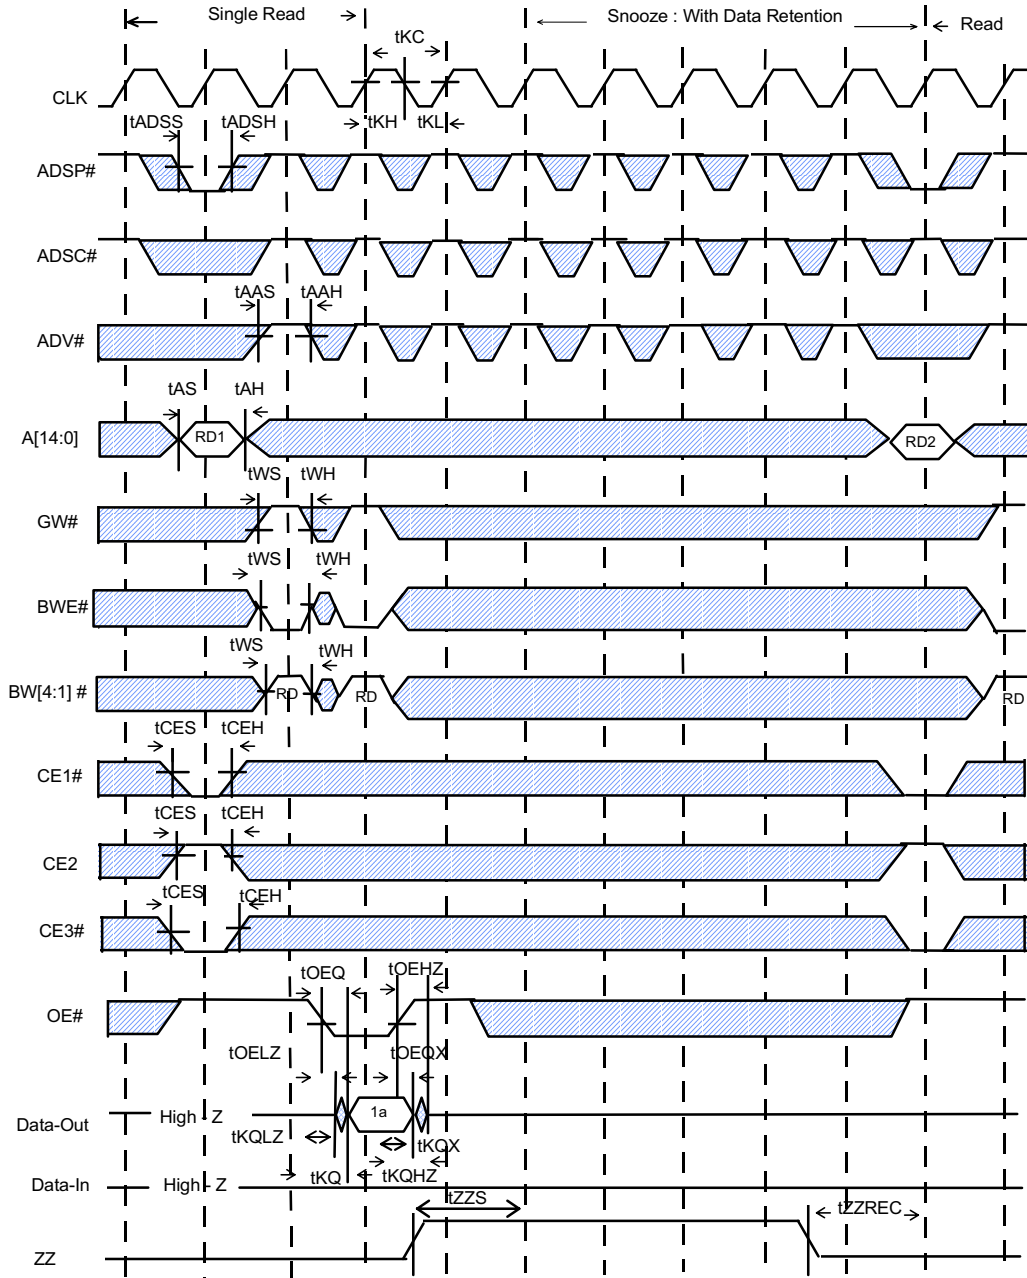 Single Read
Snooze : With Data Retention
Read
tKC
CLK
tADSS
tADSH
tKH
tKL
ADSP#
ADSC#
tAAS
tAAH
ADV#
tAS
tAH
A[14:0]
RD1
RD2
tWS
tWH
GW#
tWS
tWH
BWE#
tWS
tWH
BW[4:1] #
RD
RD
RD
tCES
tCEH
CE1#
tCES
tCEH
CE2
tCES
tCEH
CE3#
tOEQ
tOEHZ
OE#
tOELZ
tOEQX
Data-Out
High - Z
1a
tKQLZ
tKQX
tKQ
tKQHZ
Data-In
High - Z
tZZS
tZZREC
ZZ